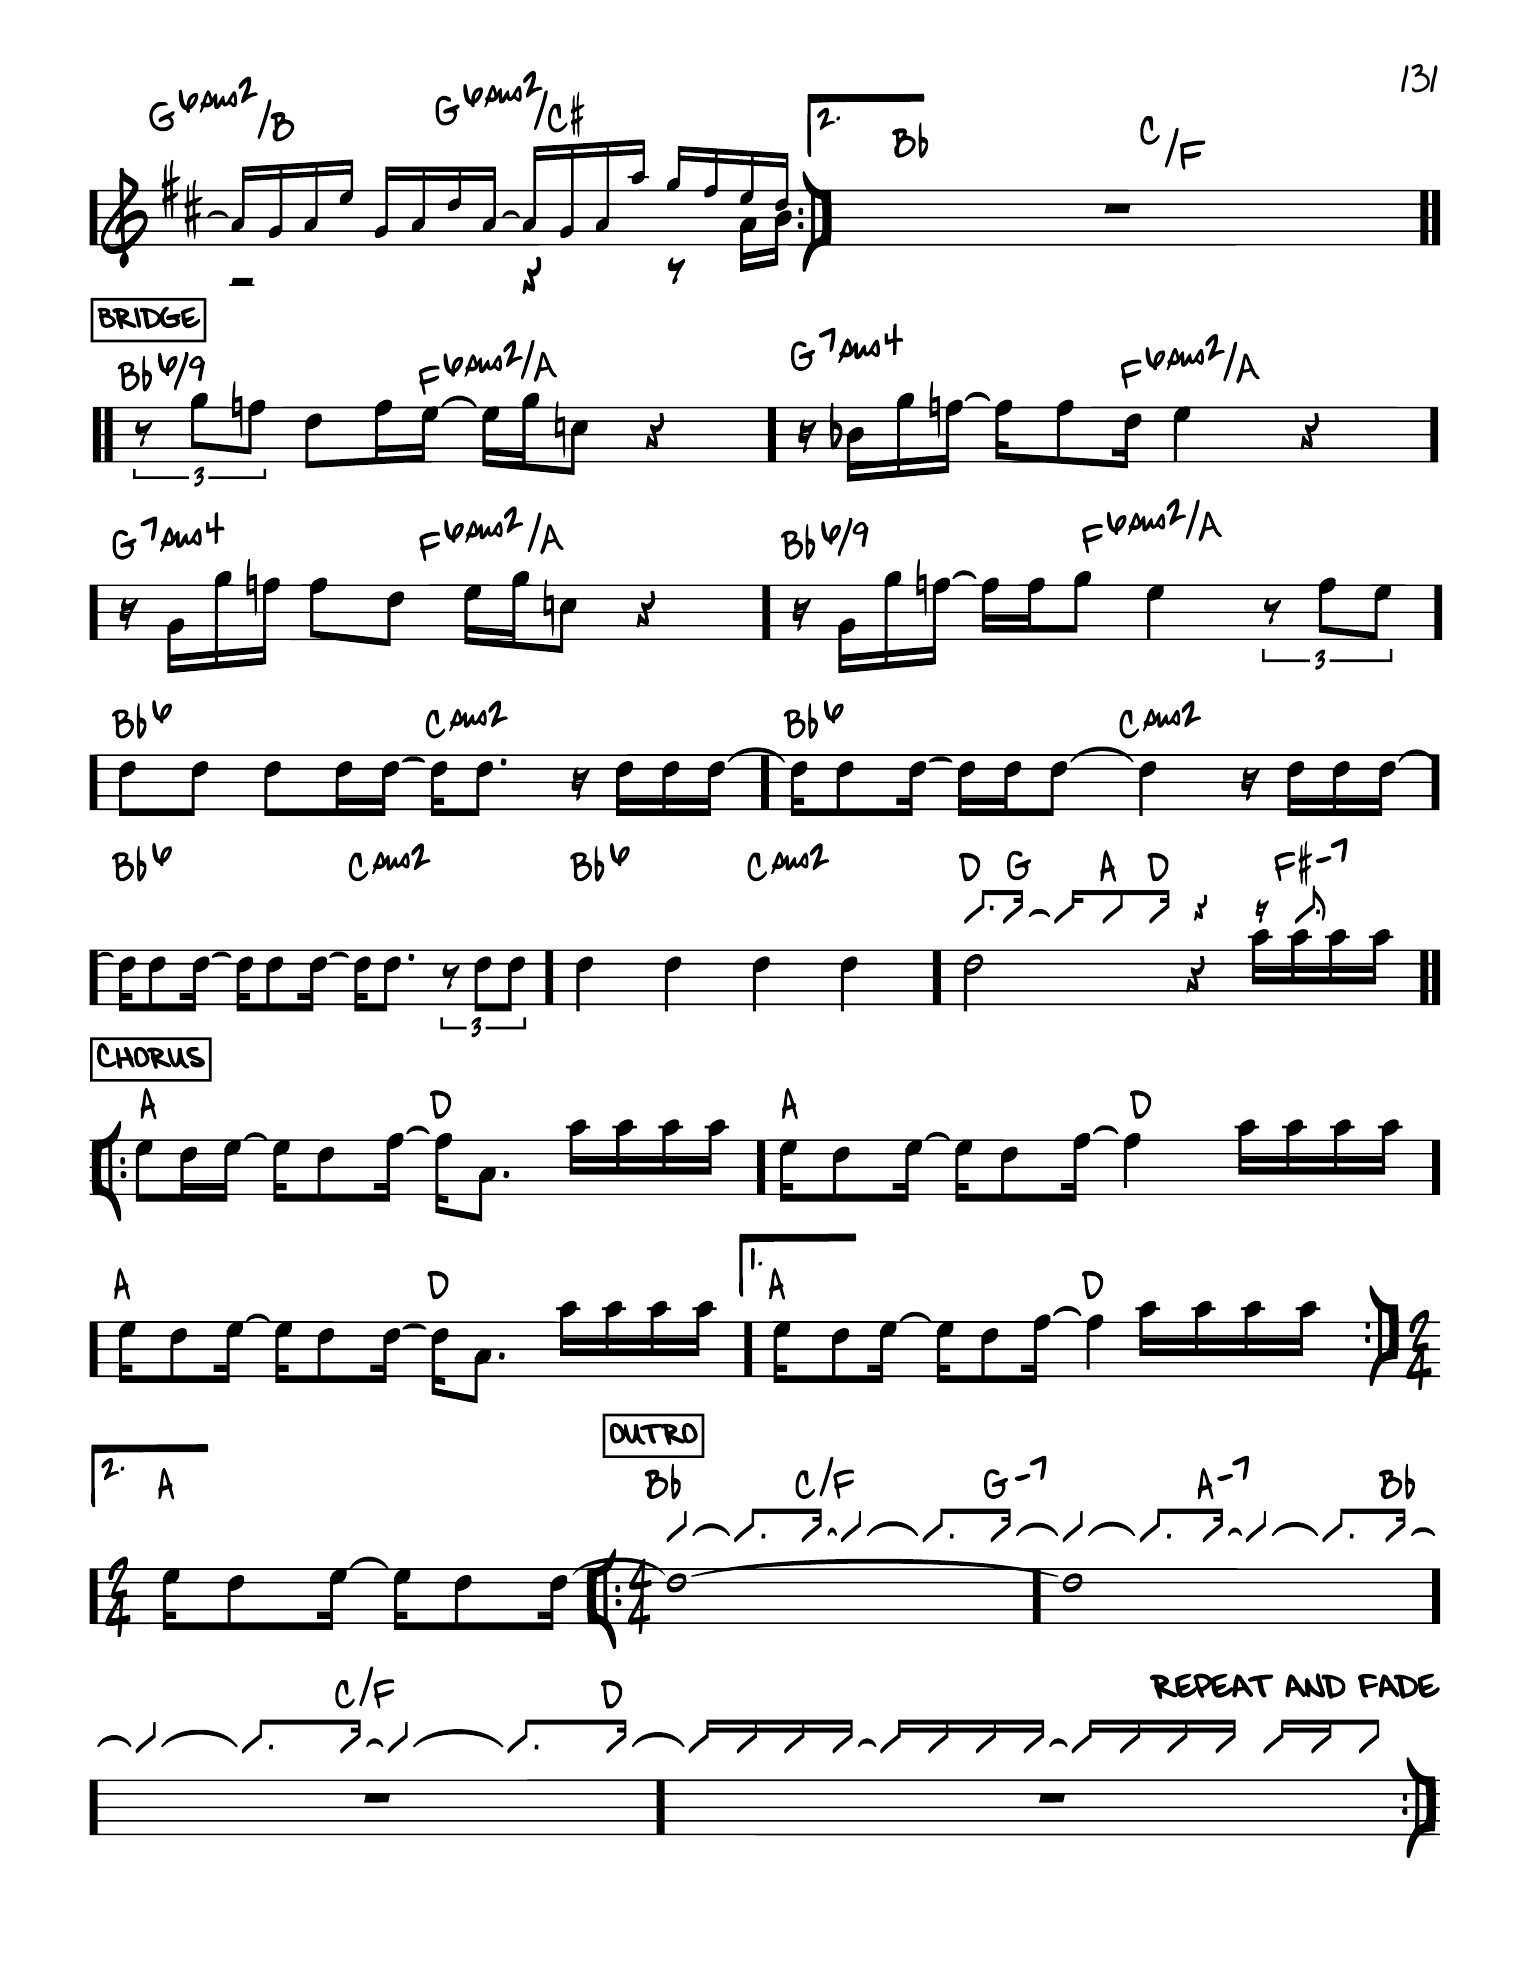 131
G6sus2/B G6sus2/C# 2. Bb C/F
BRIDGE
Bb6/9 F6sus2/A G7sus4 F6sus2/A
3
G7sus4 F6sus2/A Bb6/9 F6sus2/A
3
Bb6 Csus2 Bb6 Csus2
Bb6 Csus2 Bb6 Csus2 D G A D F#-7
3
CHORUS
A D A D
1.
A D A D
2
4
OUTRO
2. A Bb C/F G-7 A-7 Bb
2 4
4 4
REPEAT AND FADE
C/F D